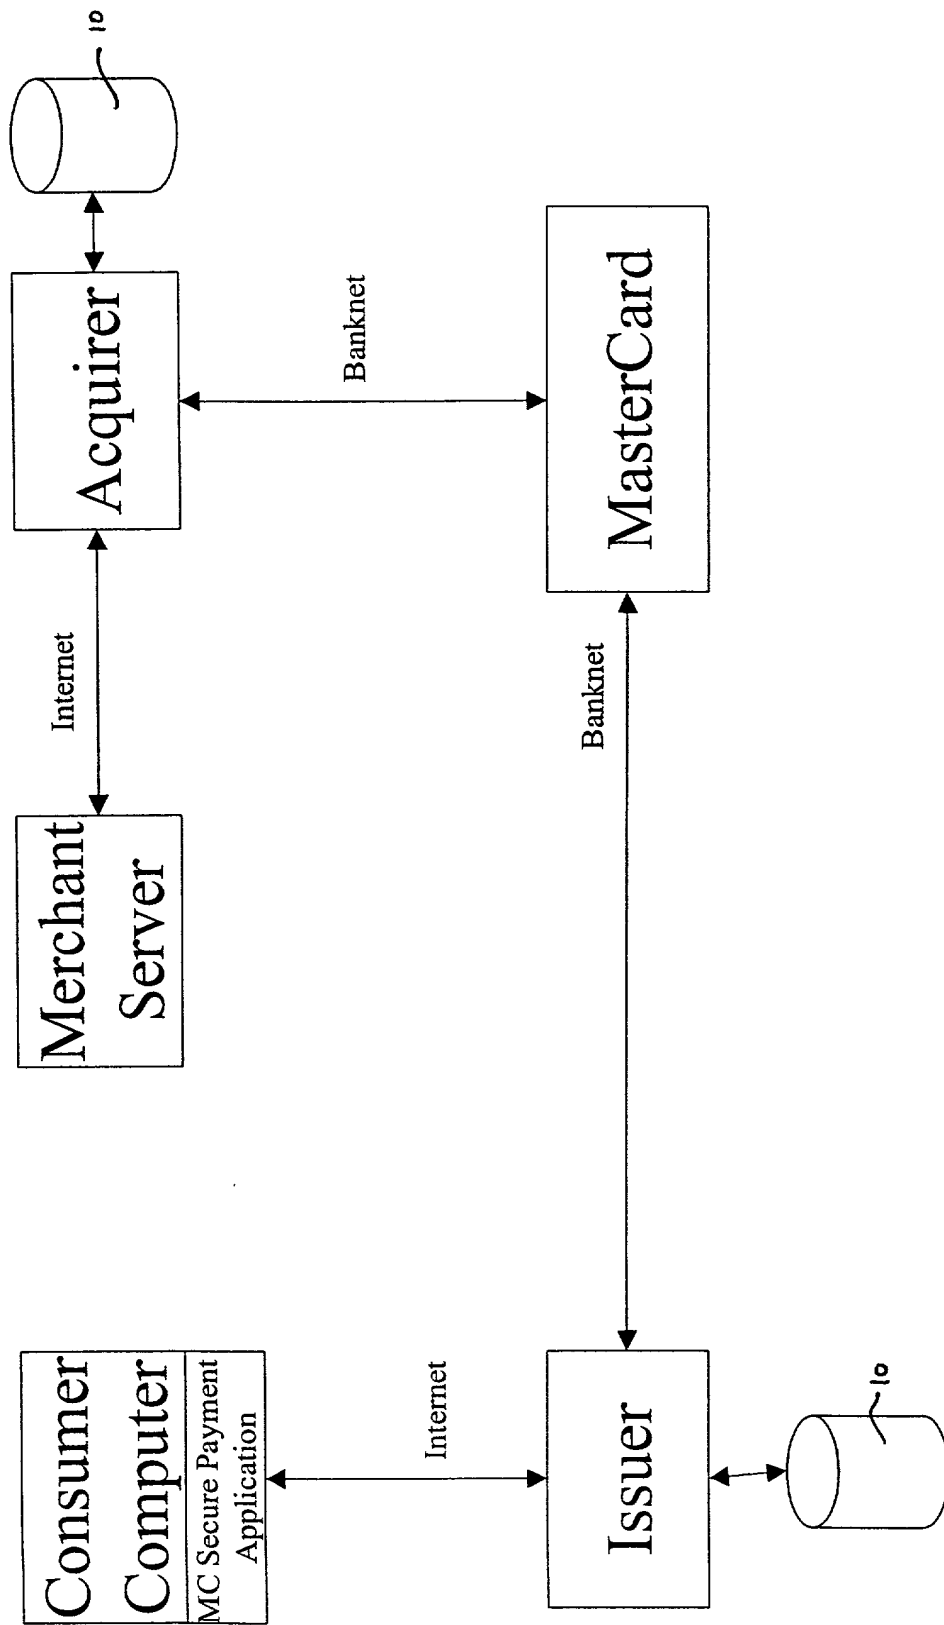 Consumer
Computer
MC Secure Payment
Application
Merchant
Server
Internet
Acquirer
10
Internet
Banknet
Issuer
Banknet
MasterCard
10